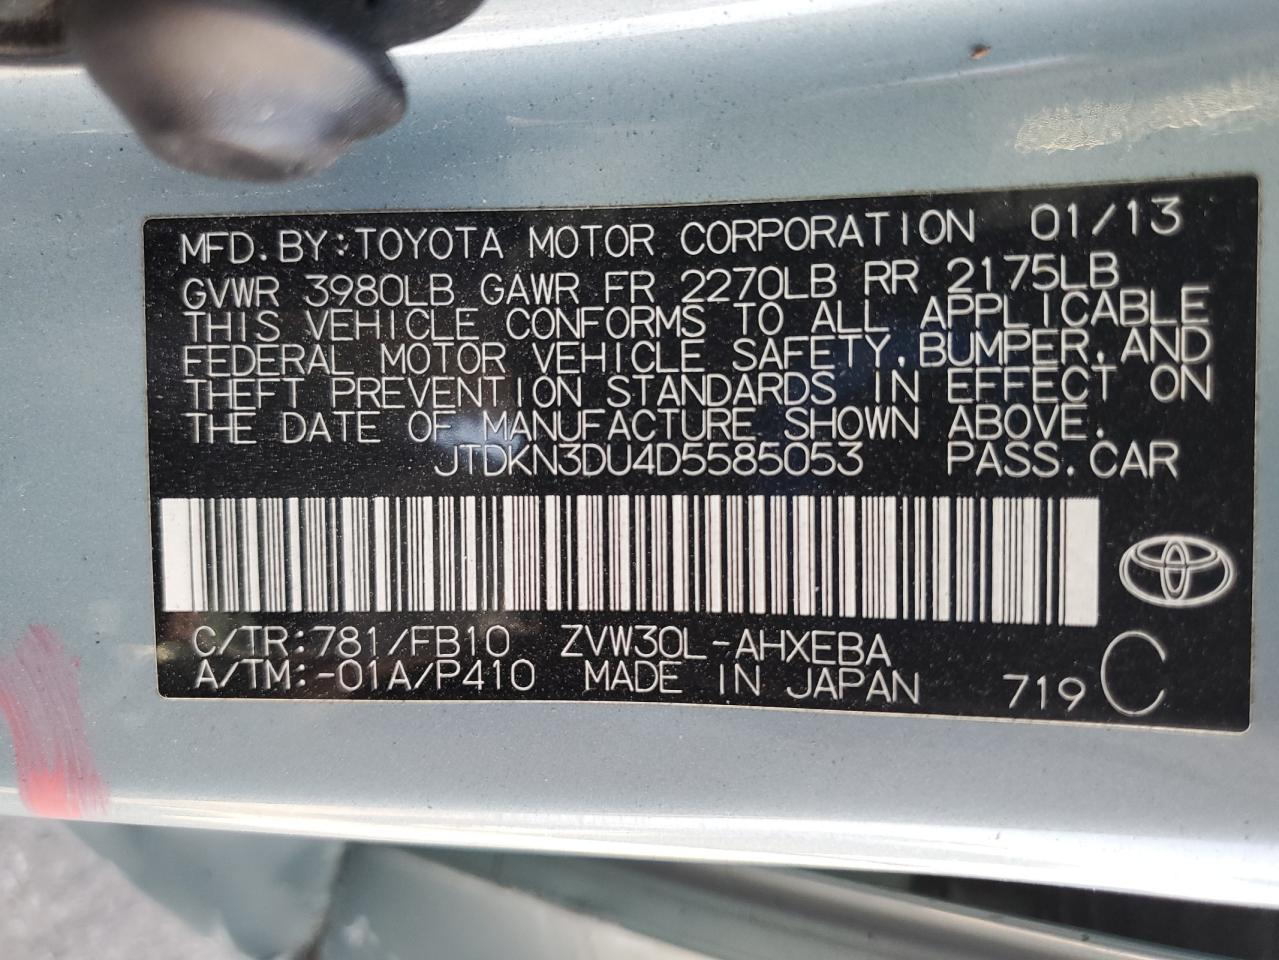 MFD.BY:TOYOTA MOTOR CORPORATION 01/13
GVWR 3980LB GAWR FR 2270LB RR 2175LB
THIS VEHICLE CONFORMS TO ALL APPLICABLE
FEDERAL MOTOR VEHICLE SAFETY,BUMPER,AND
THEFT PREVENTION STANDARDS IN EFFECT ON
THE DATE OF MANUFACTURE SHOWN ABOVE.
JTDKN3DU4D5585053 PASS.CAR
C/TR:781/FB10 ZVW30L-AHXEBA
A/TM:-01A/P410 MADE IN JAPAN 719 C